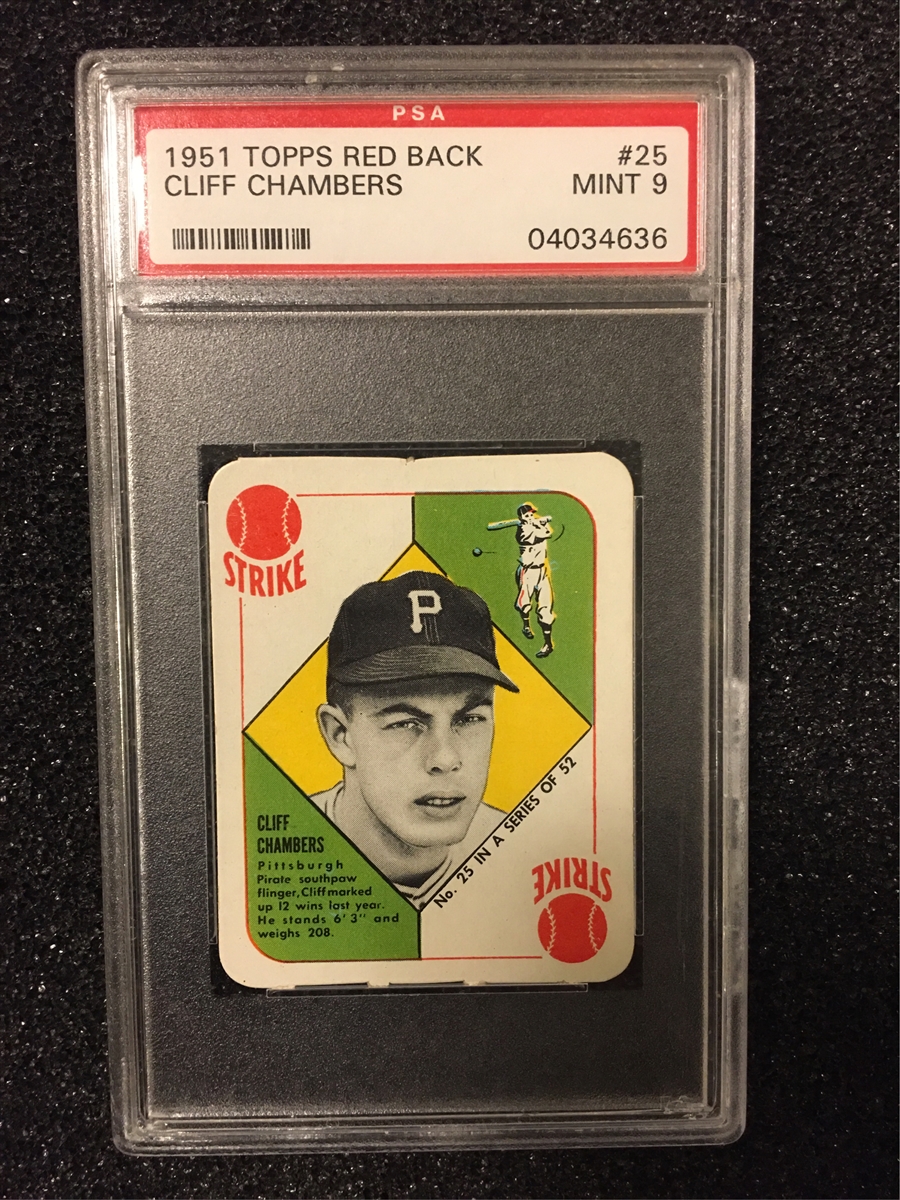 PSA
1951 TOPPS RED BACK #25
CLIFF CHAMBERS MINT 9
04034636
STRIKE
P
CLIFF
CHAMBERS
Pittsburgh
Pirate southpaw
flinger, Cliff marked
up 12 wins last year.
He stands 6' 3" and
weighs 208.
No. 25 IN A SERIES OF 52
STRIKE